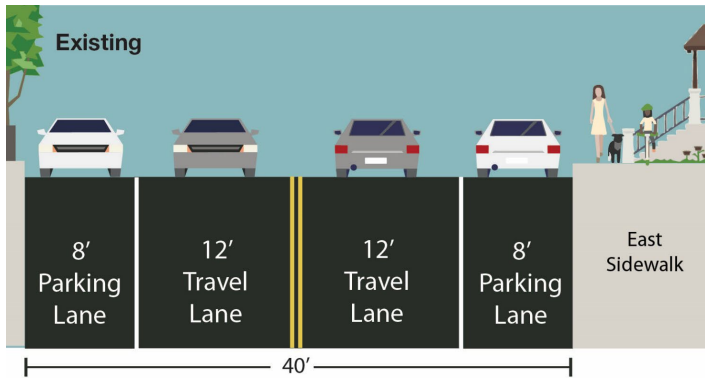 Existing
8’
Parking
Lane
12’
Travel
Lane
12’
Travel
Lane
8’
Parking
Lane
East
Sidewalk
40’